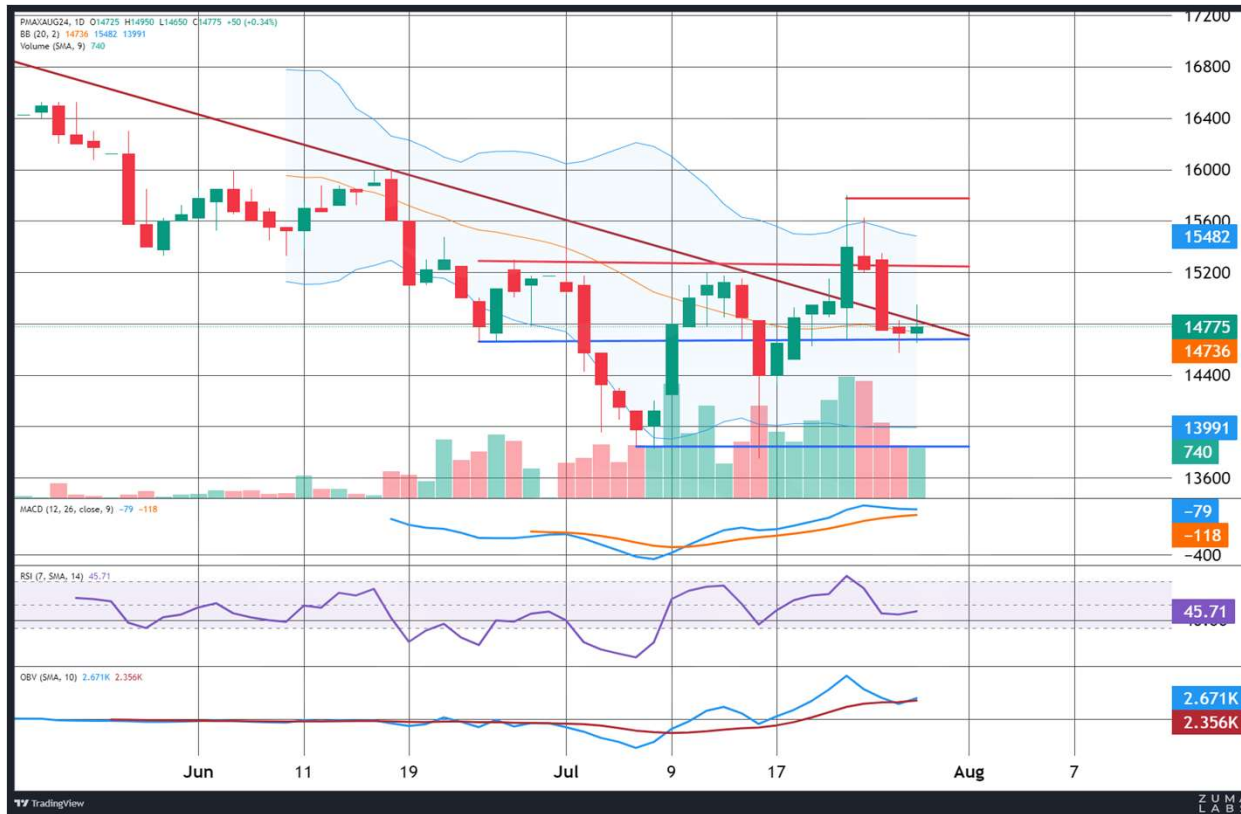 PMAXAUG24, 1D O14725 H14950 L14650 C14775 +50 (+0.34%)
BB (20, 2) 14736 15482 13991
Volume (SMA, 9) 740
17200
16800
16400
16000
15600
15482
15200
14775
14736
14400
13991
740
13600
MACD (12, 26, close, 9) −79 −118
−79
−118
−400
RSI (7, SMA, 14) 45.71
45.71
OBV (SMA, 10) 2.671K 2.356K
2.671K
2.356K
Jun 11 19 Jul 9 17 Aug 7
TradingView
ZUMA
LABS